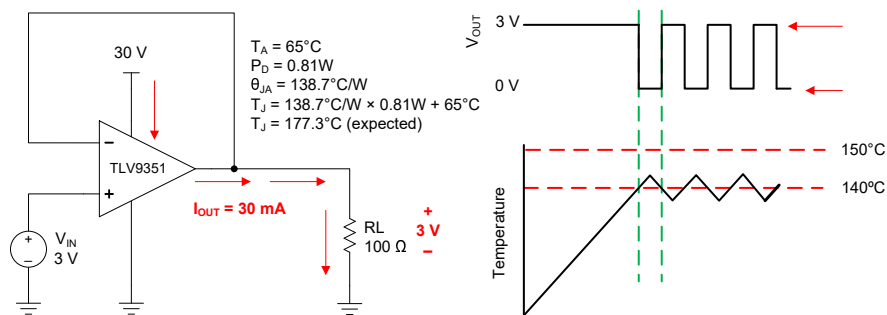 30 V
TLV9351
VIN
3 V
IOUT = 30 mA
RL
100 Ω
+
3 V
−
TA = 65°C
PD = 0.81W
θJA = 138.7°C/W
TJ = 138.7°C/W × 0.81W + 65°C
TJ = 177.3°C (expected)
VOUT
3 V
0 V
Temperature
150°C
140ºC